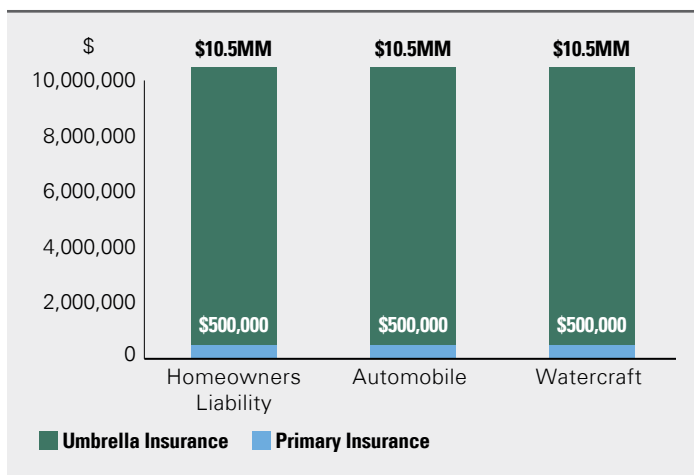 $
$10.5MM $10.5MM $10.5MM
10,000,000
8,000,000
6,000,000
4,000,000
2,000,000
$500,000 $500,000 $500,000
0
Homeowners Automobile Watercraft
Liability
Umbrella Insurance Primary Insurance